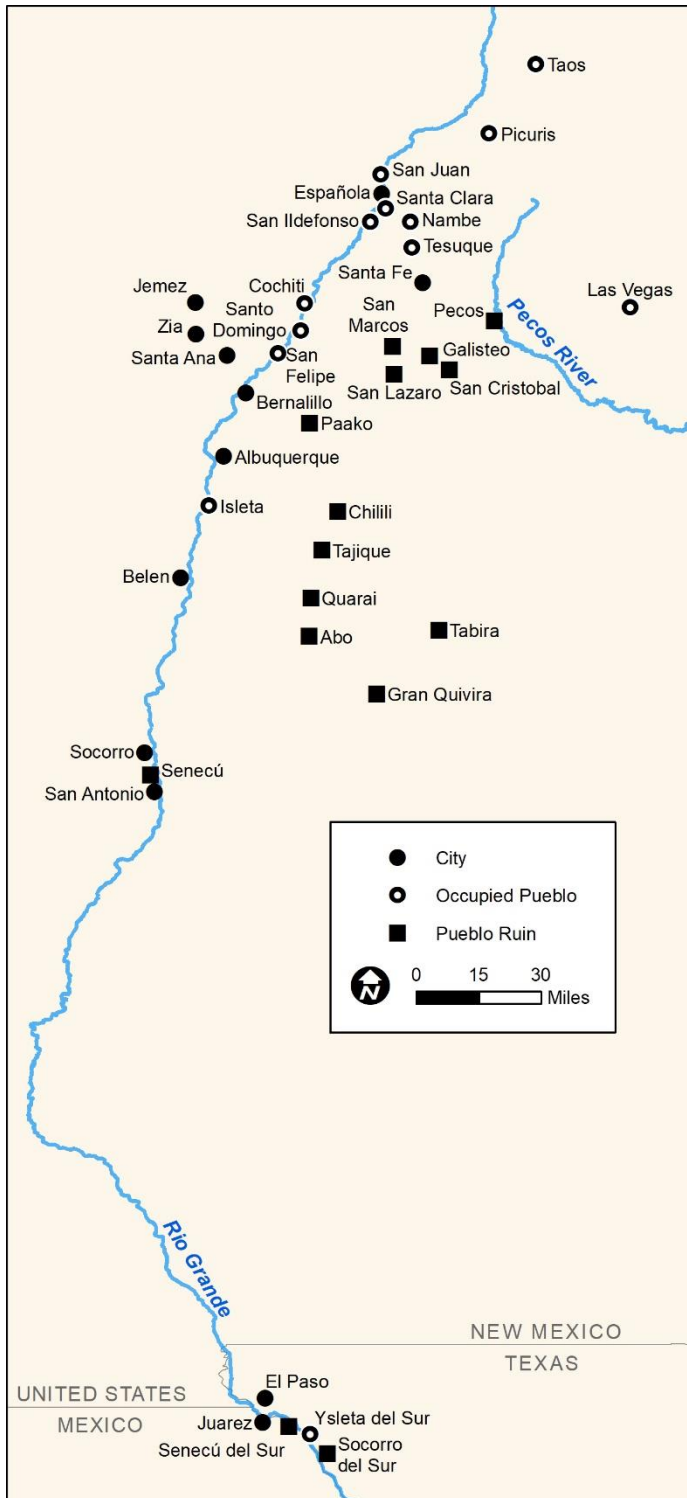 Taos
Picuris
San Juan
Española
Santa Clara
San Ildefonso
Nambe
Tesuque
Santa Fe
Jemez
Cochiti
Las Vegas
Zia
Santo
Domingo
San
Marcos
Pecos
Pecos River
Santa Ana
San
Felipe
Galisteo
San Lazaro
San Cristobal
Bernalillo
Paako
Albuquerque
Isleta
Chilili
Tajique
Belen
Quarai
Abo
Tabira
Gran Quivira
Socorro
Senecú
San Antonio
City
Occupied Pueblo
Pueblo Ruin
N
0 15 30
Miles
Rio Grande
NEW MEXICO
TEXAS
UNITED STATES
MEXICO
El Paso
Juarez
Ysleta del Sur
Senecú del Sur
Socorro
del Sur